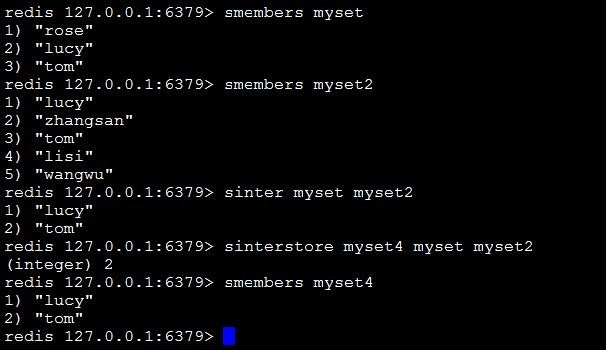 redis 127.0.0.1:6379> smembers myset
1) "rose"
2) "lucy"
3) "tom"
redis 127.0.0.1:6379> smembers myset2
1) "lucy"
2) "zhangsan"
3) "tom"
4) "lisi"
5) "wangwu"
redis 127.0.0.1:6379> sinter myset myset2
1) "lucy"
2) "tom"
redis 127.0.0.1:6379> sinterstore myset4 myset myset2
(integer) 2
redis 127.0.0.1:6379> smembers myset4
1) "lucy"
2) "tom"
redis 127.0.0.1:6379>